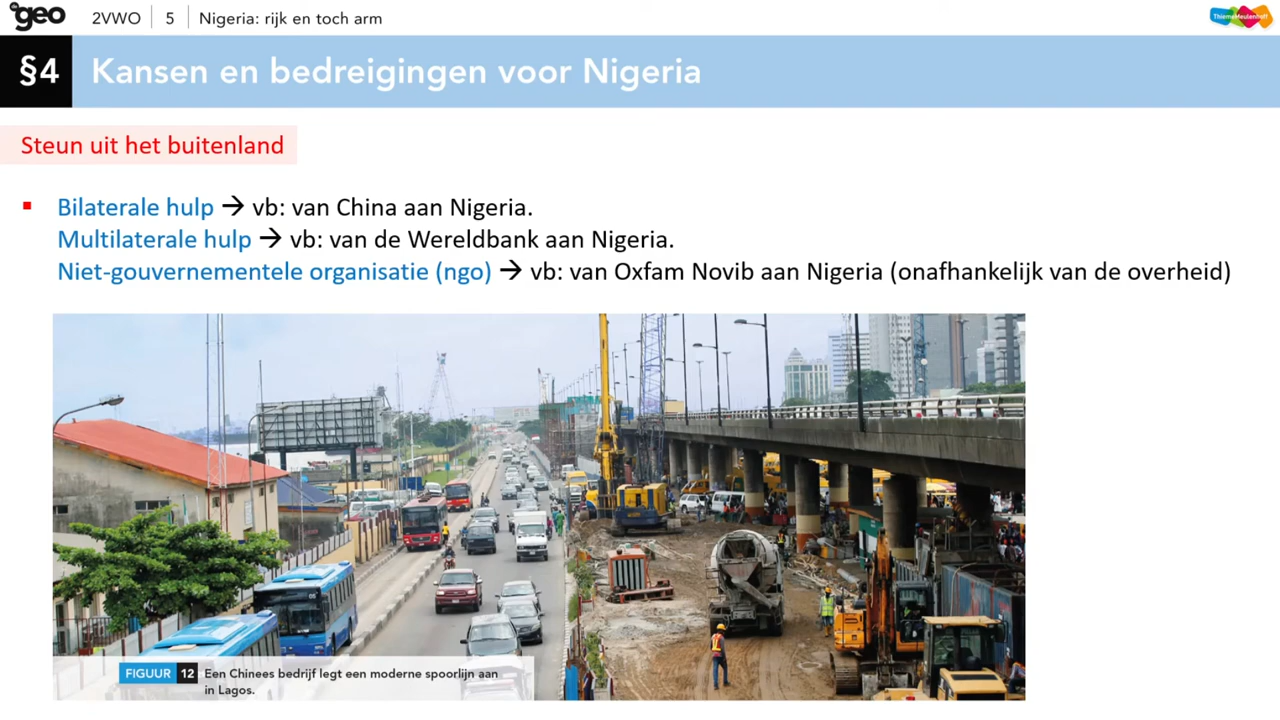 de geo
2VWO | 5 | Nigeria: rijk en toch arm
ThiemeMeulenhoff
§4 Kansen en bedreigingen voor Nigeria
Steun uit het buitenland
▪ Bilaterale hulp → vb: van China aan Nigeria.
Multilaterale hulp → vb: van de Wereldbank aan Nigeria.
Niet-gouvernementele organisatie (ngo) → vb: van Oxfam Novib aan Nigeria (onafhankelijk van de overheid)
FIGUUR 12 Een Chinees bedrijf legt een moderne spoorlijn aan
in Lagos.